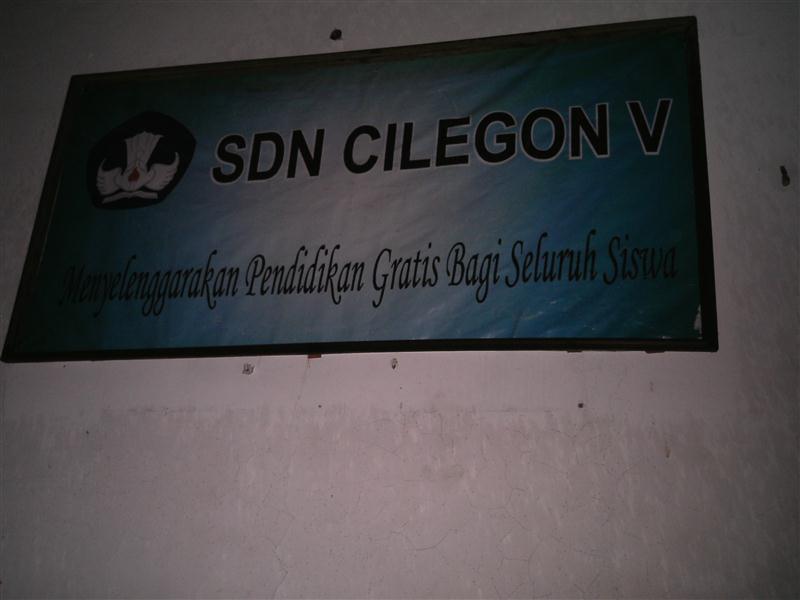 SDN CILEGON V
Menyelenggarakan Pendidikan Gratis Bagi Seluruh Siswa